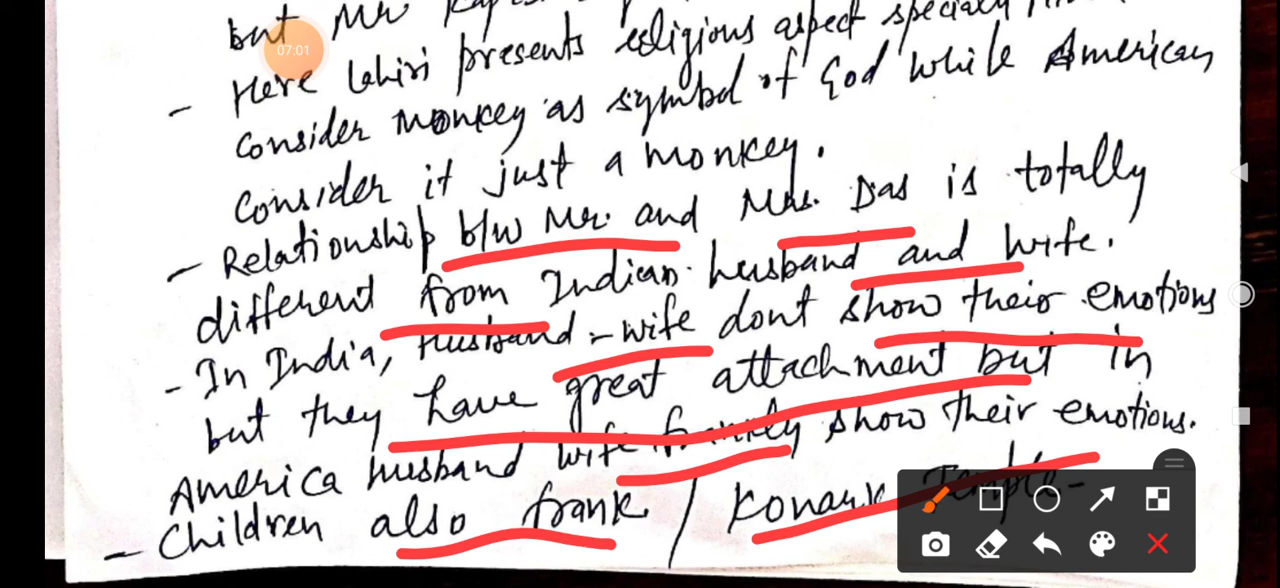 but Mr
07:01
- Here Lahiri presents religious aspect specially
Consider monkey as symbol of God while American
Consider it just a monkey.
- Relationship b/w Mr. and Mrs. Das is totally
different from Indian husband and wife.
- In India, Husband-wife dont show their emotions
but they have great attachment but in
America husband wife frankly show their emotions.
- Children also frank / Konark Temple-